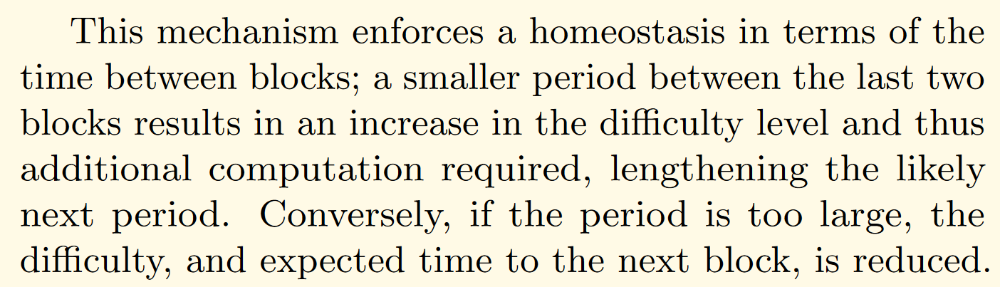 This mechanism enforces a homeostasis in terms of the
time between blocks; a smaller period between the last two
blocks results in an increase in the difficulty level and thus
additional computation required, lengthening the likely
next period. Conversely, if the period is too large, the
difficulty, and expected time to the next block, is reduced.